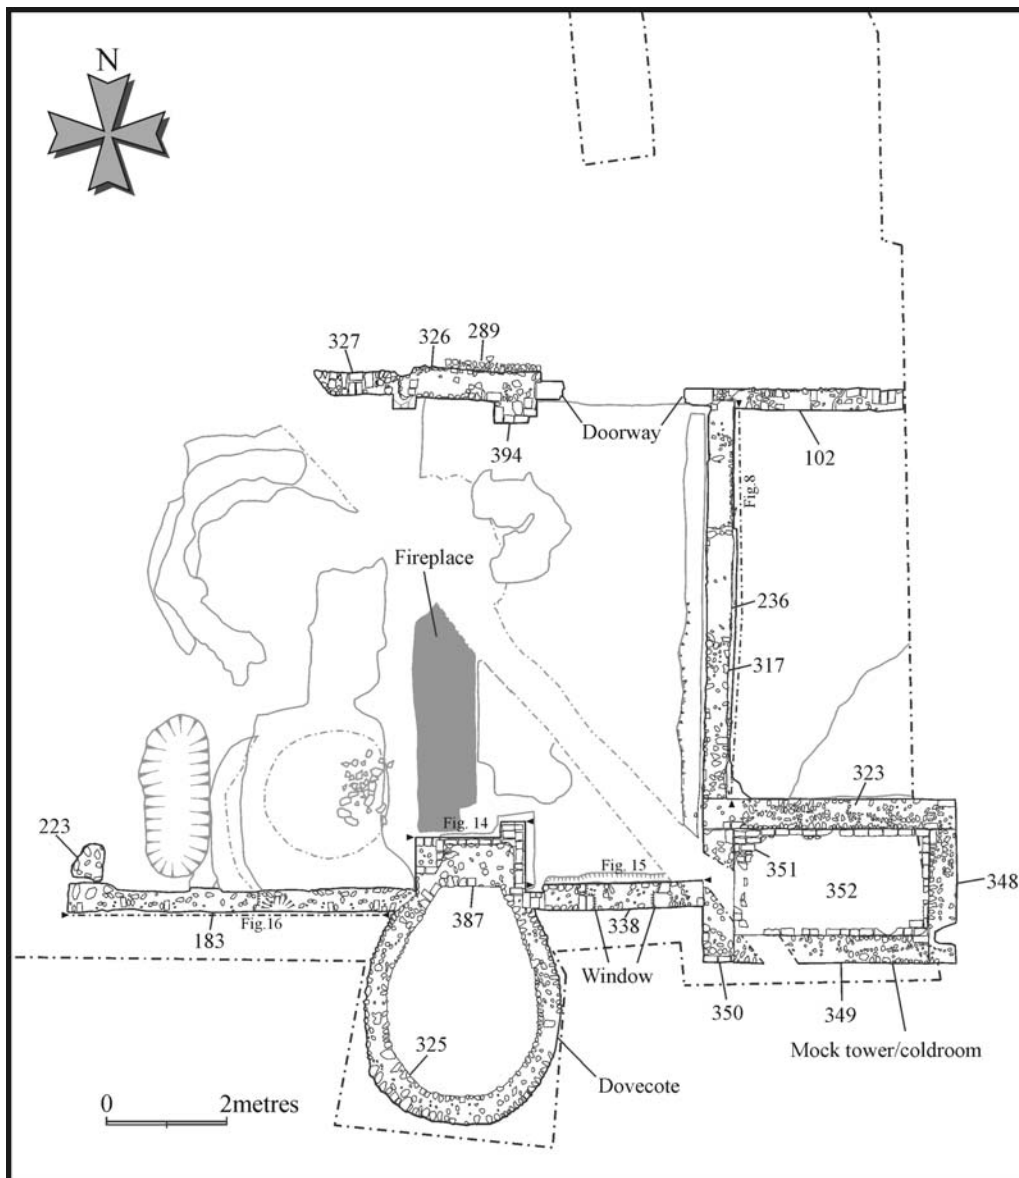 N
289
326
327
Doorway
394
102
Fig.8
Fireplace
236
317
323
223
Fig. 14
Fig. 15
351
352
348
387
338
183
Fig.16
Window
350
349
325
Mock tower/coldroom
Dovecote
0 2metres